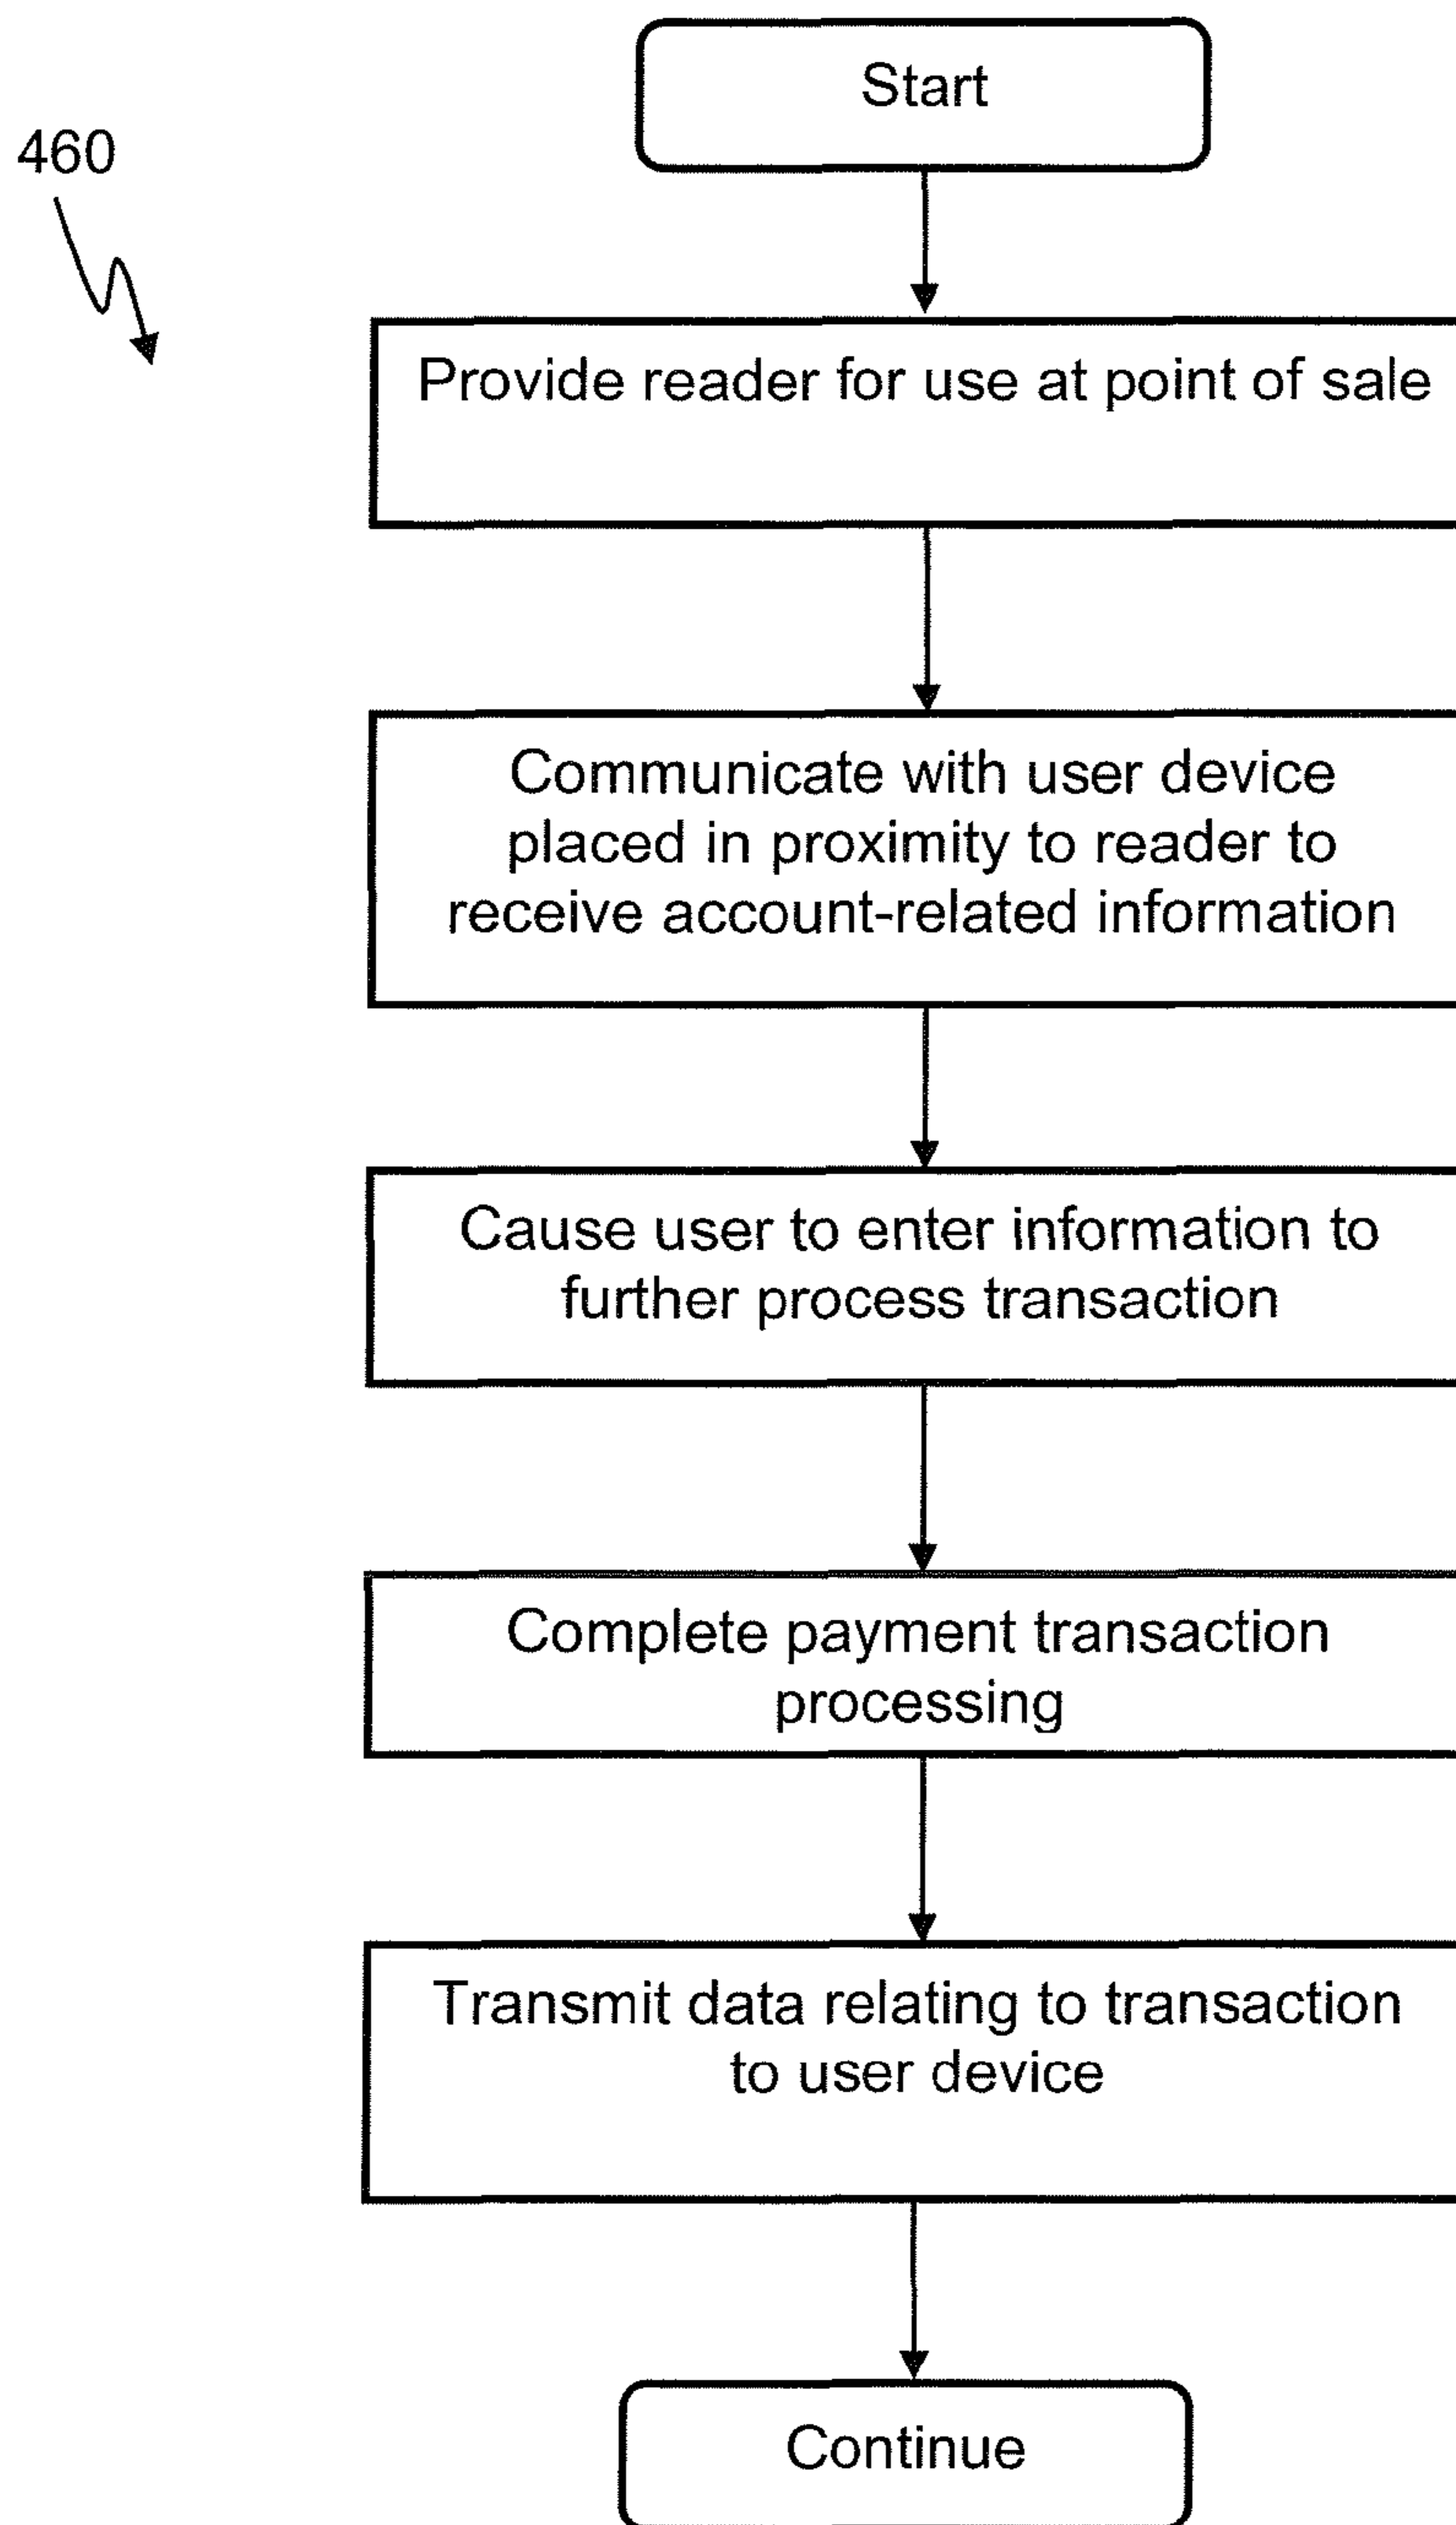 Start
460
Provide reader for use at point of sale
Communicate with user device
placed in proximity to reader to
receive account-related information
Cause user to enter information to
further process transaction
Complete payment transaction
processing
Transmit data relating to transaction
to user device
Continue